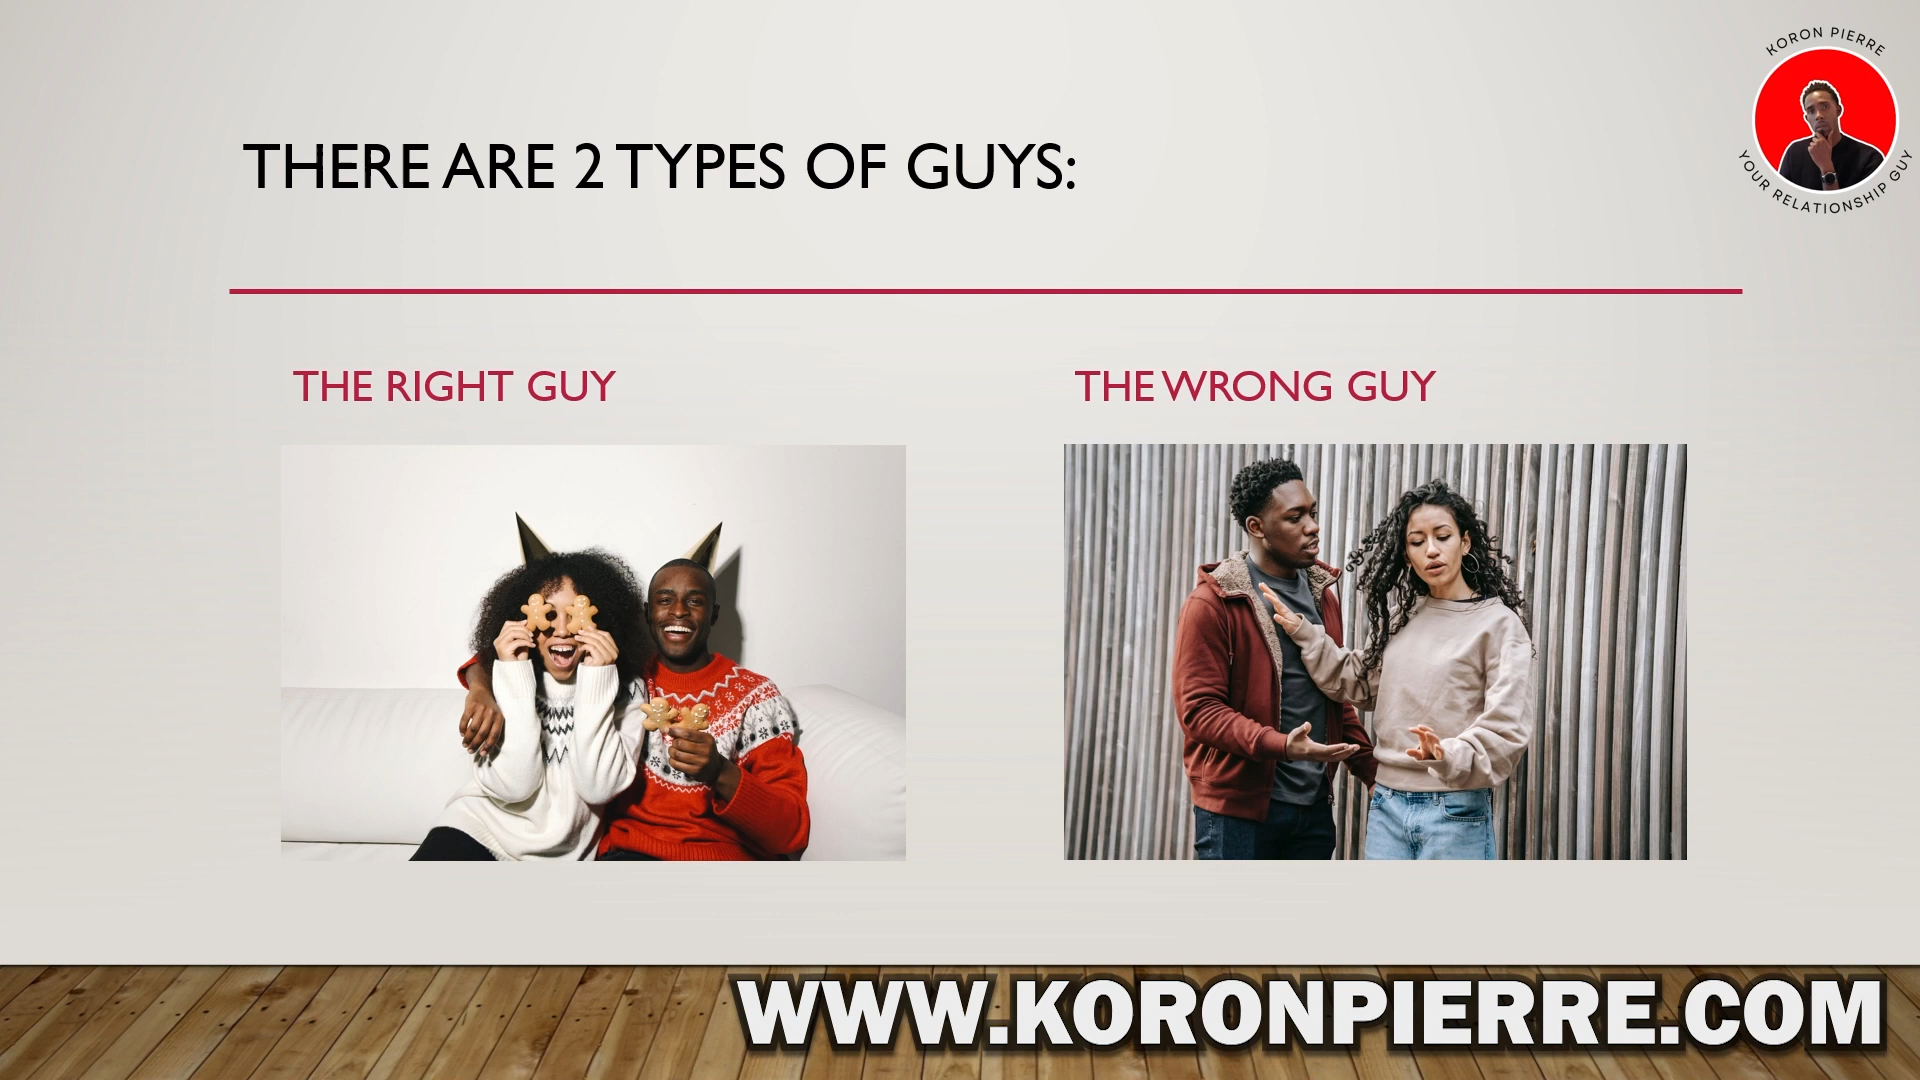 KORON PIERRE
YOUR RELATIONSHIP GUY
THERE ARE 2 TYPES OF GUYS:
THE RIGHT GUY
THE WRONG GUY
WWW.KORONPIERRE.COM